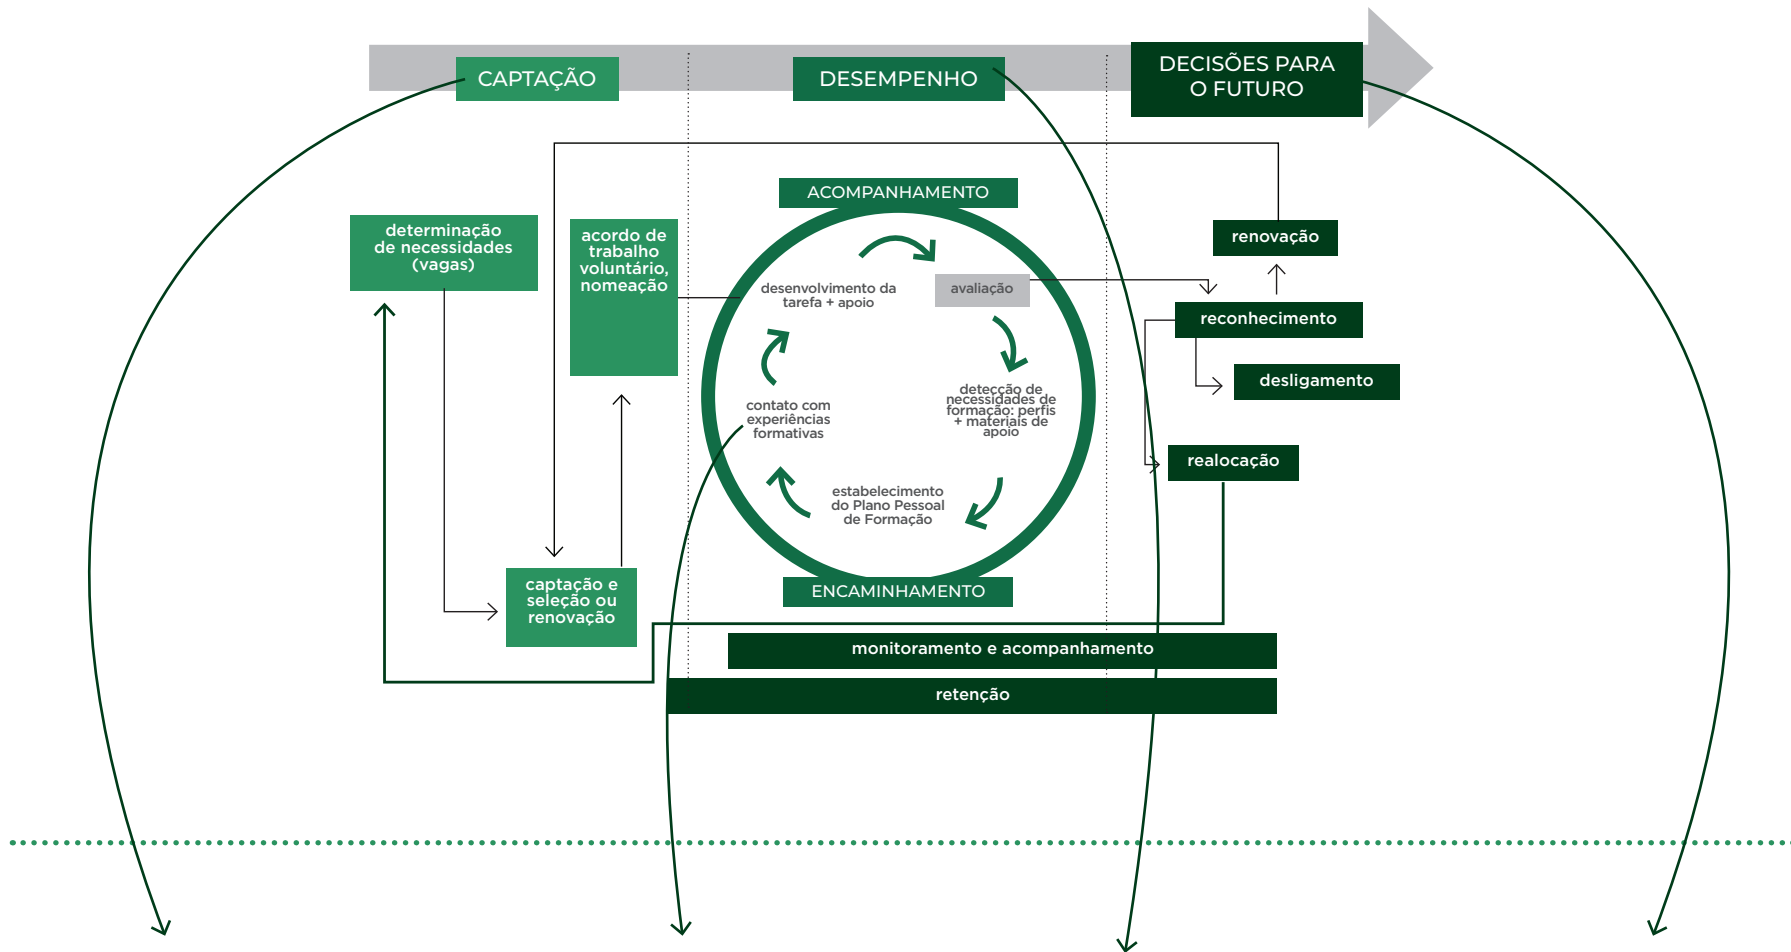 CAPTAÇÃO
DESEMPENHO
DECISÕES PARA
O FUTURO
ACOMPANHAMENTO
determinação
de necessidades
(vagas)
acordo de
trabalho
voluntário,
nomeação
desenvolvimento da
tarefa + apoio
avaliação
renovação
reconhecimento
desligamento
contato com
experiências
formativas
detecção de
necessidades de
formação: perfis
+ materiais de
apoio
realocação
estabelecimento
do Plano Pessoal
de Formação
captação e
seleção ou
renovação
ENCAMINHAMENTO
monitoramento e acompanhamento
retenção